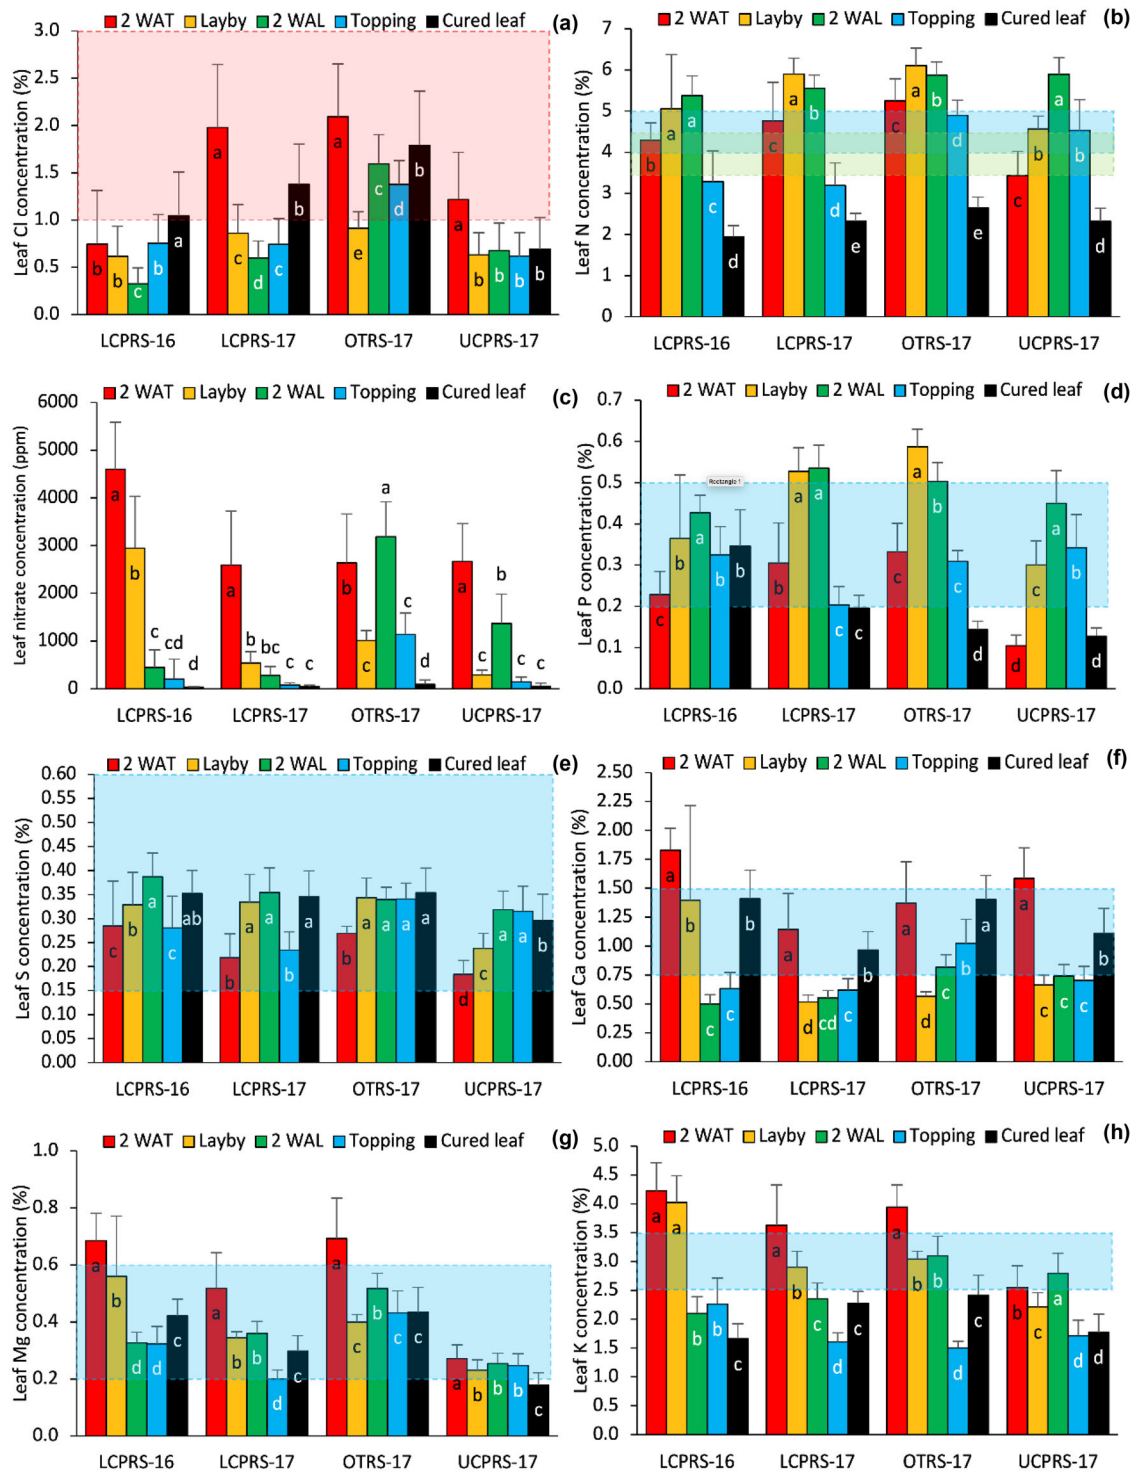 2 WAT Layby 2 WAL Topping Cured leaf (a)
Leaf Cl concentration (%)
3.0
2.5
2.0
1.5
1.0
0.5
0.0
b b c b a
a c d c b
a e c d b
a b b b b
LCPRS-16 LCPRS-17 OTRS-17 UCPRS-17
2 WAT Layby 2 WAL Topping Cured leaf (b)
Leaf N concentration (%)
7
6
5
4
3
2
1
0
b a a c d
c a b d e
c a b d e
c b a b d
LCPRS-16 LCPRS-17 OTRS-17 UCPRS-17
2 WAT Layby 2 WAL Topping Cured leaf (c)
Leaf nitrate concentration (ppm)
6000
5000
4000
3000
2000
1000
0
a b c cd d
a b bc c c
b c a c d
a c b c c
LCPRS-16 LCPRS-17 OTRS-17 UCPRS-17
2 WAT Layby 2 WAL Topping Cured leaf (d)
Leaf P concentration (%)
0.7
0.6
0.5
0.4
0.3
0.2
0.1
0.0
Rectangle 1
c b a b b
b a a c c
c a b c d
d c a b d
LCPRS-16 LCPRS-17 OTRS-17 UCPRS-17
2 WAT Layby 2 WAL Topping Cured leaf (e)
Leaf S concentration (%)
0.60
0.55
0.50
0.45
0.40
0.35
0.30
0.25
0.20
0.15
0.10
0.05
0.00
c b a c ab
c a a b a
b a a a a
d c a a b
LCPRS-16 LCPRS-17 OTRS-17 UCPRS-17
2 WAT Layby 2 WAL Topping Cured leaf (f)
Leaf Ca concentration (%)
2.50
2.25
2.00
1.75
1.50
1.25
1.00
0.75
0.50
0.25
0.00
a b c c b
a d cd c b
a d c b a
a c c c b
LCPRS-16 LCPRS-17 OTRS-17 UCPRS-17
2 WAT Layby 2 WAL Topping Cured leaf (g)
Leaf Mg concentration (%)
1.0
0.8
0.6
0.4
0.2
0.0
a b d d c
a b b d c
a c b c c
a b b b c
LCPRS-16 LCPRS-17 OTRS-17 UCPRS-17
2 WAT Layby 2 WAL Topping Cured leaf (h)
Leaf K concentration (%)
5.0
4.5
4.0
3.5
3.0
2.5
2.0
1.5
1.0
0.5
0.0
a a b b c
a b c d c
a b b d c
b c a d d
LCPRS-16 LCPRS-17 OTRS-17 UCPRS-17